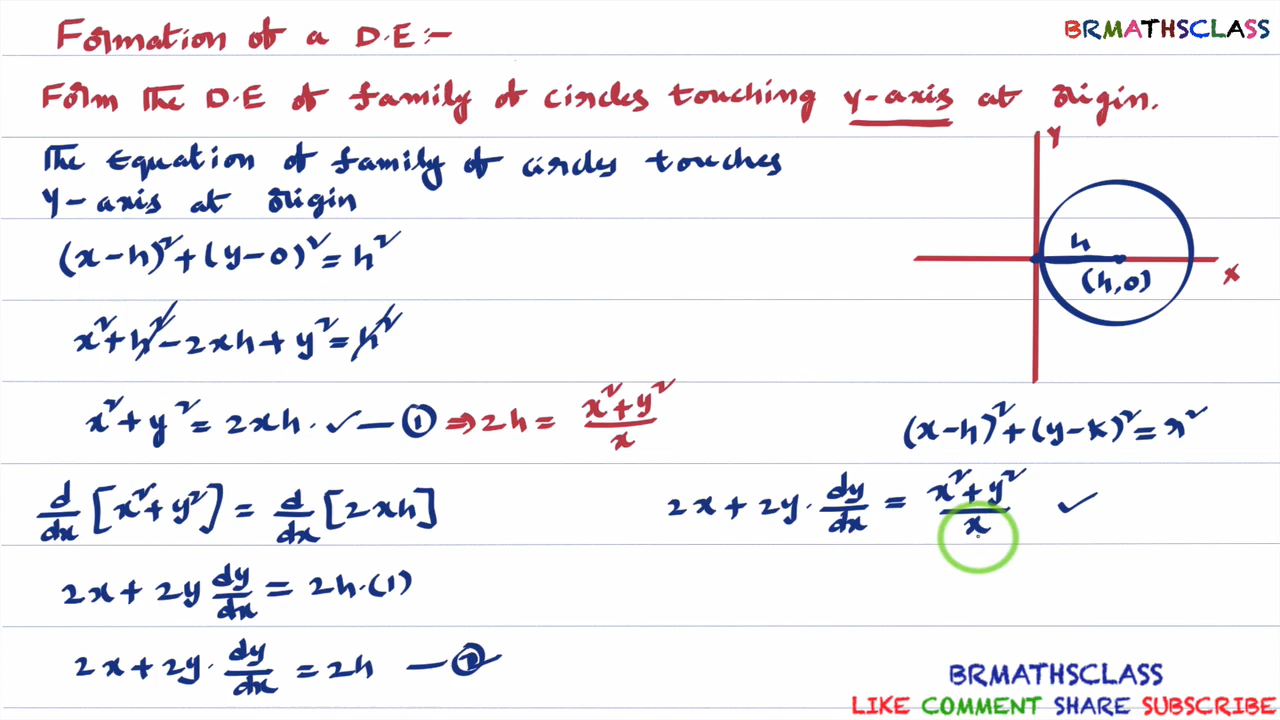 Formation of a D.E :-
BRMATHSCLASS
Form the D.E of family of circles touching y-axis at origin.
The Equation of family of circles touches
y-axis at origin
(x-h)²+(y-0)²=h²
x²+h²-2xh+y²=h²
x²+y²=2xh. ✓ — ① ⇒ 2h = (x²+y²)/x
d/dx [x²+y²] = d/dx [2xh]
2x+2y dy/dx = 2h·(1)
2x+2y· dy/dx = 2h — ②
Y
h
(h,0)
x
(x-h)²+(y-k)²=r²
2x+2y· dy/dx = (x²+y²)/x ✓
BRMATHSCLASS
LIKE COMMENT SHARE SUBSCRIBE